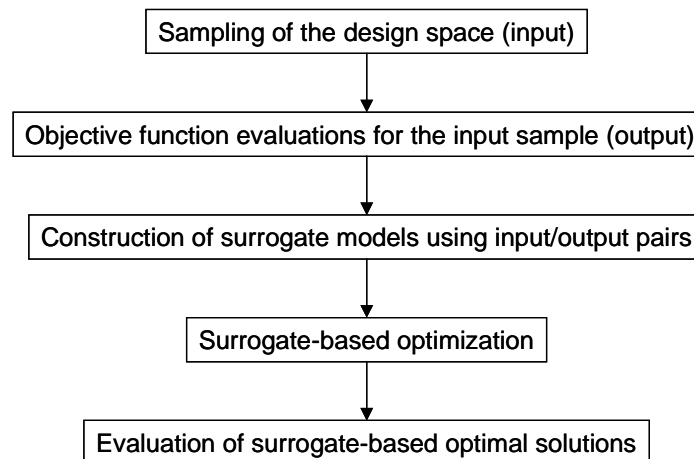 Sampling of the design space (input)
Objective function evaluations for the input sample (output)
Construction of surrogate models using input/output pairs
Surrogate-based optimization
Evaluation of surrogate-based optimal solutions